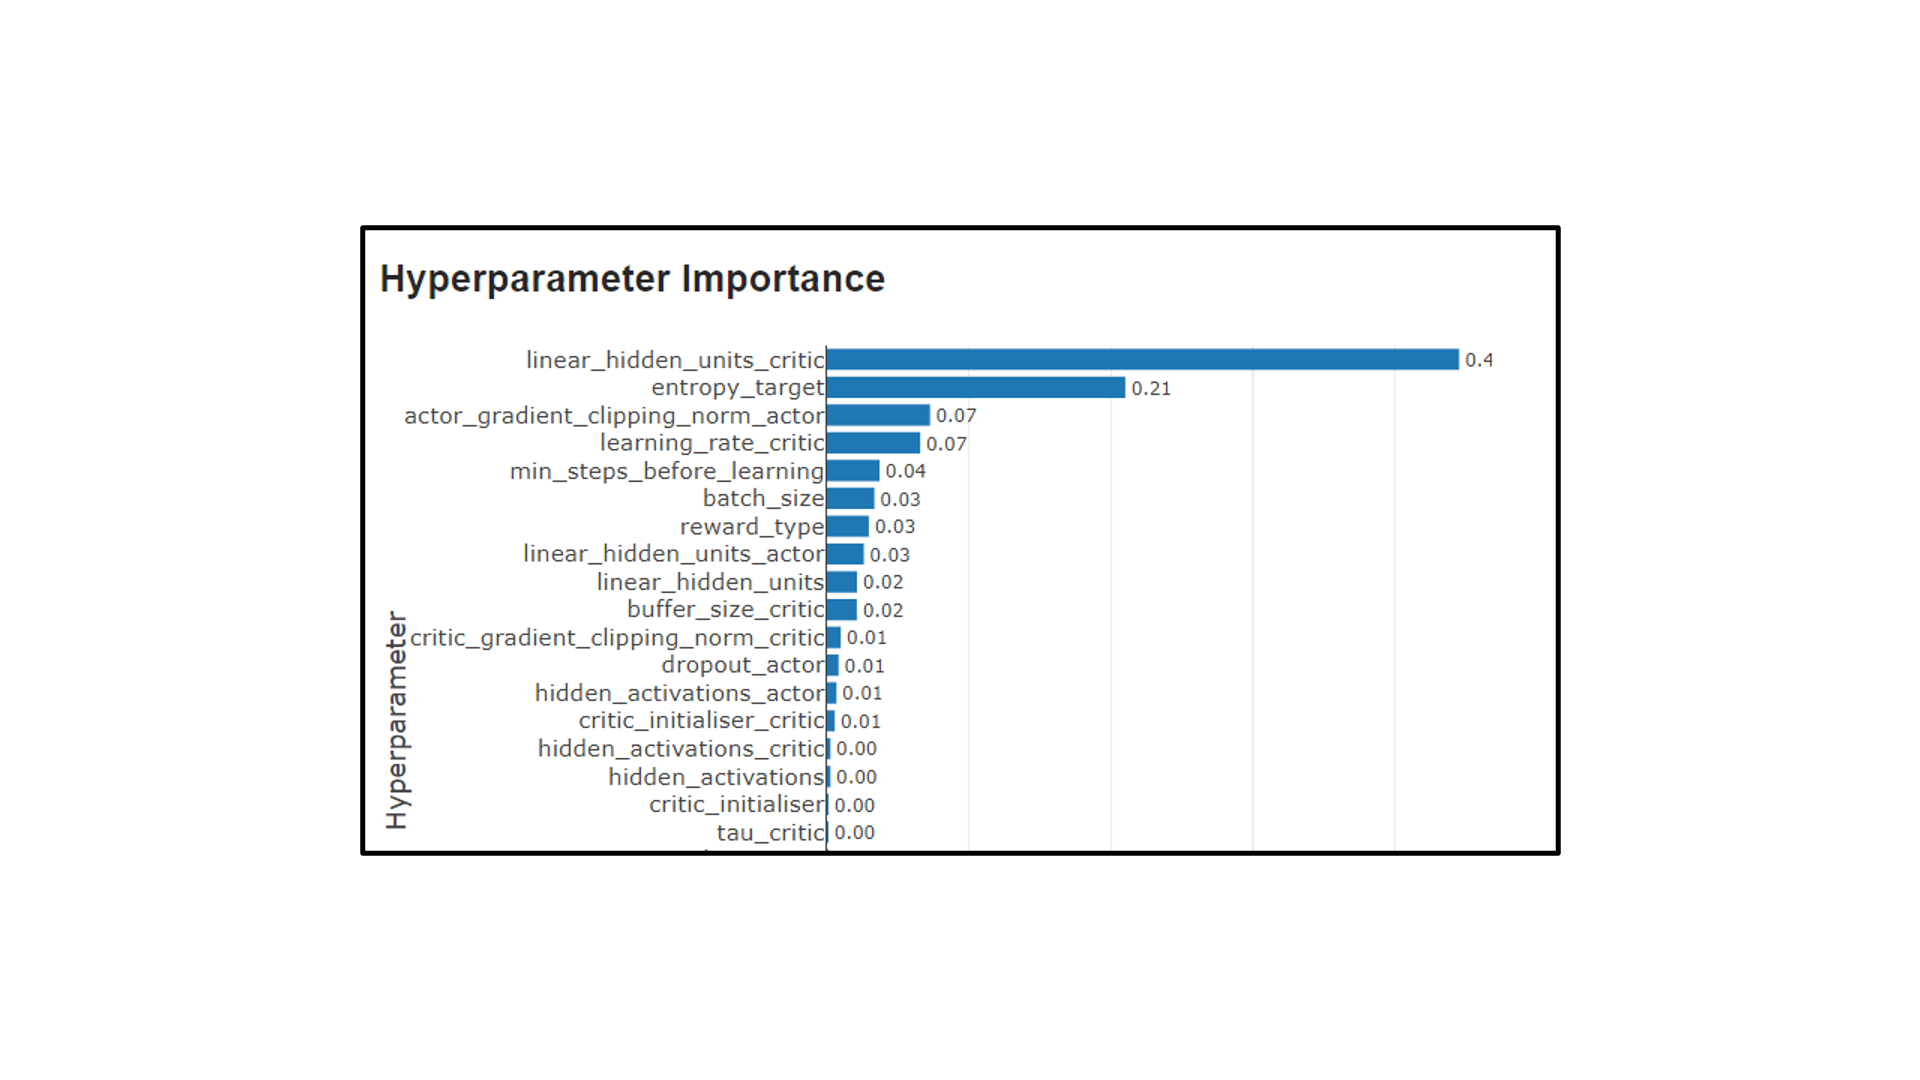 Hyperparameter Importance
linear_hidden_units_critic 0.4
entropy_target 0.21
actor_gradient_clipping_norm_actor 0.07
learning_rate_critic 0.07
min_steps_before_learning 0.04
batch_size 0.03
reward_type 0.03
linear_hidden_units_actor 0.03
linear_hidden_units 0.02
buffer_size_critic 0.02
critic_gradient_clipping_norm_critic 0.01
dropout_actor 0.01
hidden_activations_actor 0.01
critic_initialiser_critic 0.01
hidden_activations_critic 0.00
hidden_activations 0.00
critic_initialiser 0.00
tau_critic 0.00
Hyperparameter